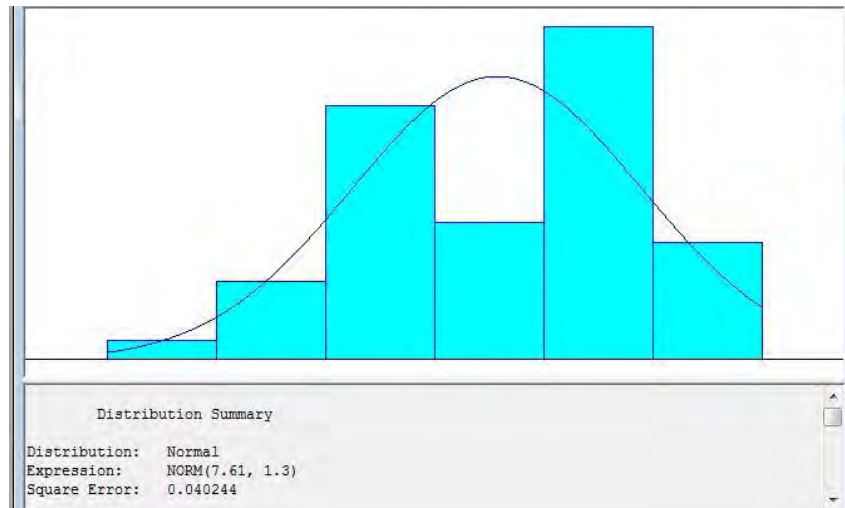 Distribution Summary
Distribution: Normal
Expression: NORM(7.61, 1.3)
Square Error: 0.040244